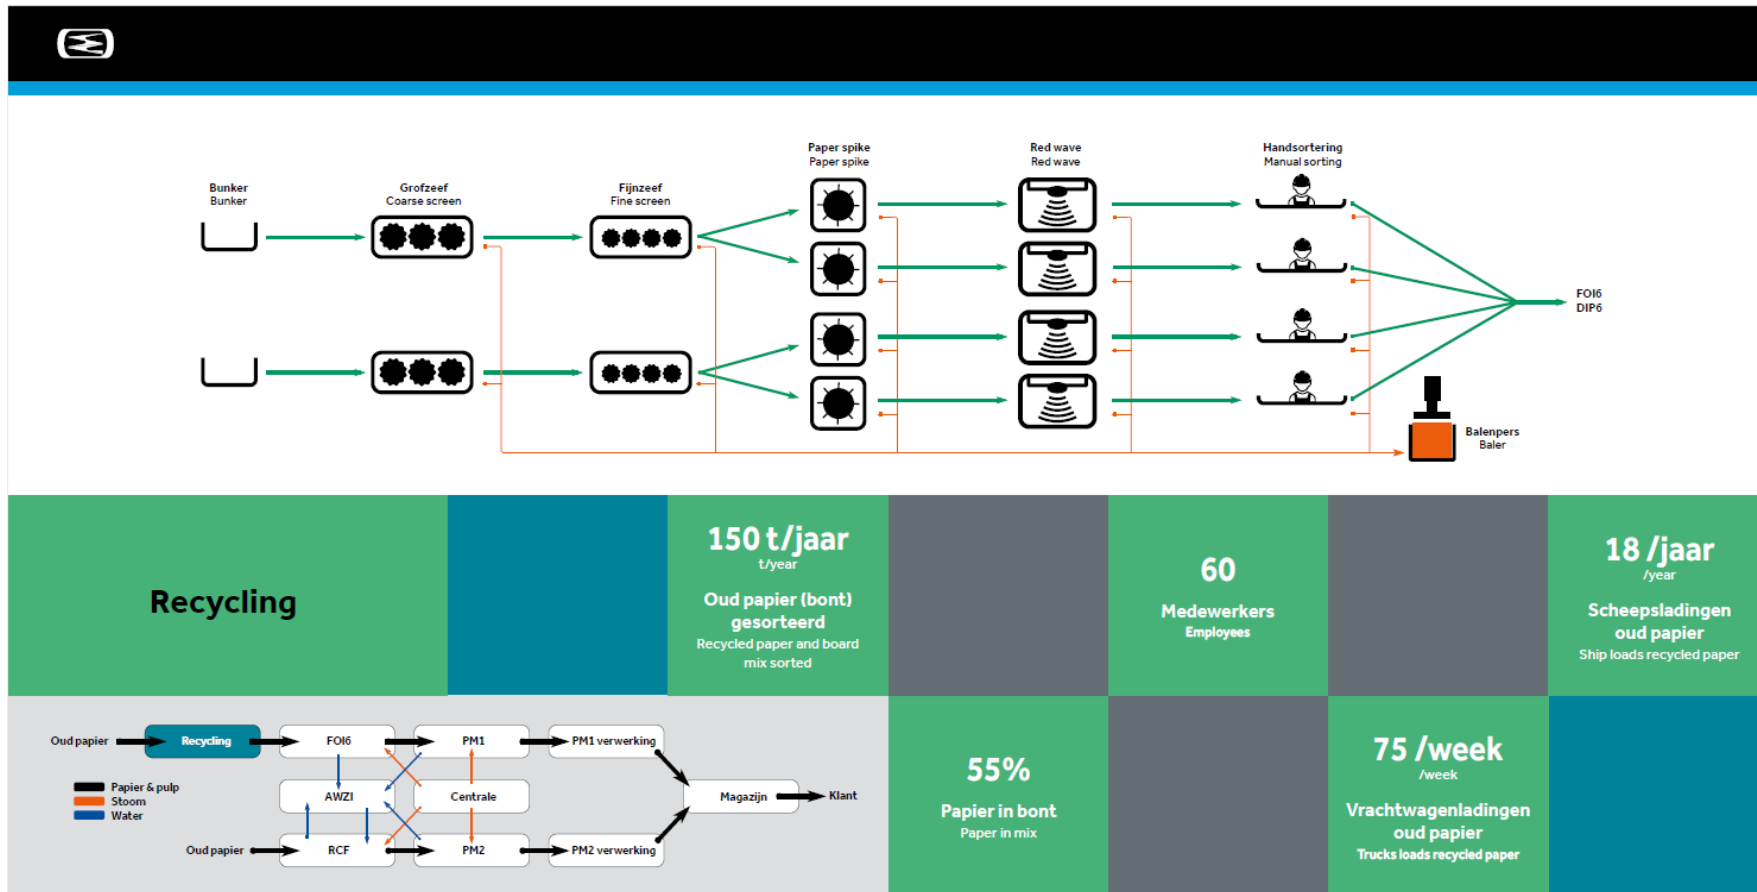 Paper spike
Paper spike
Red wave
Red wave
Handsortering
Manual sorting
Bunker
Bunker
Grofzeef
Coarse screen
Fijnzeef
Fine screen
FOI6
DIP6
Balenpers
Baler
Recycling
150 t/jaar
t/year
Oud papier (bont)
gesorteerd
Recycled paper and board
mix sorted
60
Medewerkers
Employees
18 /jaar
/year
Scheepsladingen
oud papier
Ship loads recycled paper
Oud papier
Recycling
FOI6
PM1
PM1 verwerking
Papier & pulp
Stoom
Water
AWZI
Centrale
Magazijn
Klant
Oud papier
RCF
PM2
PM2 verwerking
55%
Papier in bont
Paper in mix
75 /week
/week
Vrachtwagenladingen
oud papier
Trucks loads recycled paper